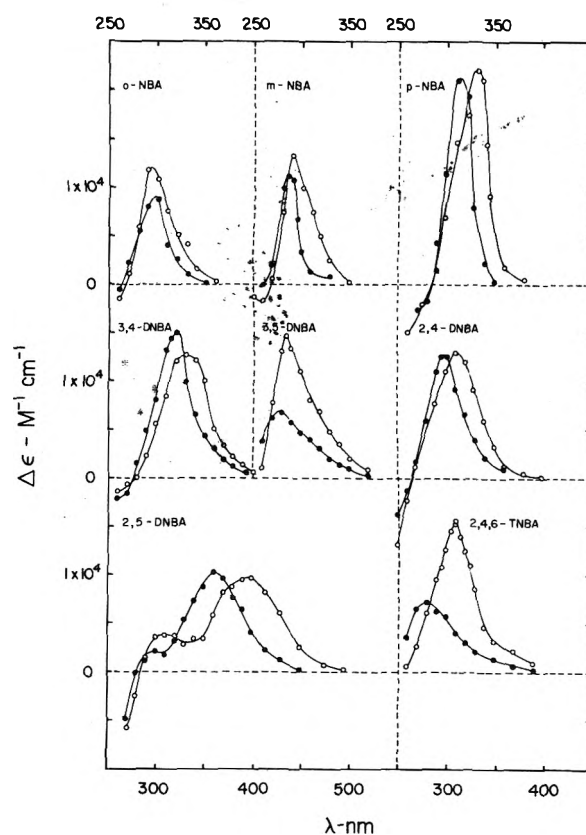 250 350 250 350 250 350
o-NBA m-NBA p-NBA
1x10⁴
0
3,4-DNBA 3,5-DNBA 2,4-DNBA
1x10⁴
0
2,5-DNBA 2,4,6-TNBA
1x10⁴
0
300 400 500 300 400
Δϵ - M⁻¹ cm⁻¹
λ-nm